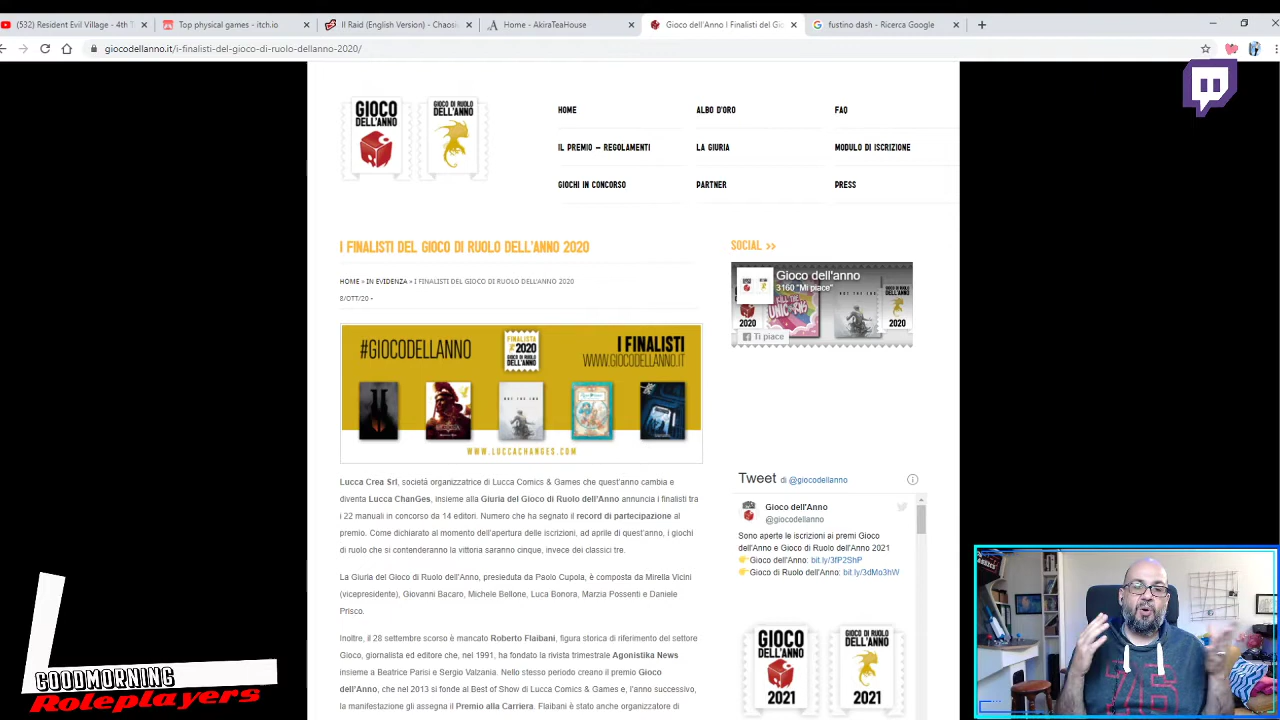 (532) Resident Evil Village - 4th T
Top physical games - itch.io
Il Raid (English Version) - Chaosi
Home - AkiraTeaHouse
Gioco dell'Anno I Finalisti del Gio
fustino dash - Ricerca Google
giocodellanno.it/i-finalisti-del-gioco-di-ruolo-dellanno-2020/
GIOCO
DELL'ANNO
GIOCO DI RUOLO
DELL'ANNO
HOME
ALBO D'ORO
FAQ
IL PREMIO – REGOLAMENTI
LA GIURIA
MODULO DI ISCRIZIONE
GIOCHI IN CONCORSO
PARTNER
PRESS
I FINALISTI DEL GIOCO DI RUOLO DELL'ANNO 2020
HOME » IN EVIDENZA » I FINALISTI DEL GIOCO DI RUOLO DELL'ANNO 2020
8/OTT/20 -
#GIOCODELLANNO
FINALISTA
2020
GIOCO DI RUOLO
DELL'ANNO
I FINALISTI
WWW.GIOCODELLANNO.IT
WWW.LUCCACHANGES.COM
Lucca Crea Srl, società organizzatrice di Lucca Comics & Games che quest'anno cambia e
diventa Lucca ChanGes, insieme alla Giuria del Gioco di Ruolo dell'Anno annuncia i finalisti tra
i 22 manuali in concorso da 14 editori. Numero che ha segnato il record di partecipazione al
premio. Come dichiarato al momento dell'apertura delle iscrizioni, ad aprile di quest'anno, i giochi
di ruolo che si contenderanno la vittoria saranno cinque, invece dei classici tre.
La Giuria del Gioco di Ruolo dell'Anno, presieduta da Paolo Cupola, è composta da Mirella Vicini
(vicepresidente), Giovanni Bacaro, Michele Bellone, Luca Bonora, Marzia Possenti e Daniele
Prisco.
Inoltre, il 28 settembre scorso è mancato Roberto Flaibani, figura storica di riferimento del settore
Gioco, giornalista ed editore che, nel 1991, ha fondato la rivista trimestrale Agonistika News
insieme a Beatrice Parisi e Sergio Valzania. Nello stesso periodo creano il premio Gioco
dell'Anno, che nel 2013 si fonde al Best of Show di Lucca Comics & Games e, l'anno successivo,
la manifestazione gli assegna il Premio alla Carriera. Flaibani è stato anche organizzatore di
SOCIAL >>
Gioco dell'anno
3160 "Mi piace"
KILL THE
UNICORNS
2020
2020
Ti piace
Tweet di @giocodellanno
Gioco dell'Anno
@giocodellanno
Sono aperte le iscrizioni ai premi Gioco
dell'Anno e Gioco di Ruolo dell'Anno 2021
👉Gioco dell'Anno: bit.ly/3fP2ShP
👉Gioco di Ruolo dell'Anno: bit.ly/3dMo3hW
GIOCO
DELL'ANNO
2021
GIOCO DI RUOLO
DELL'ANNO
2021
GOODMORNING
Roleplayers